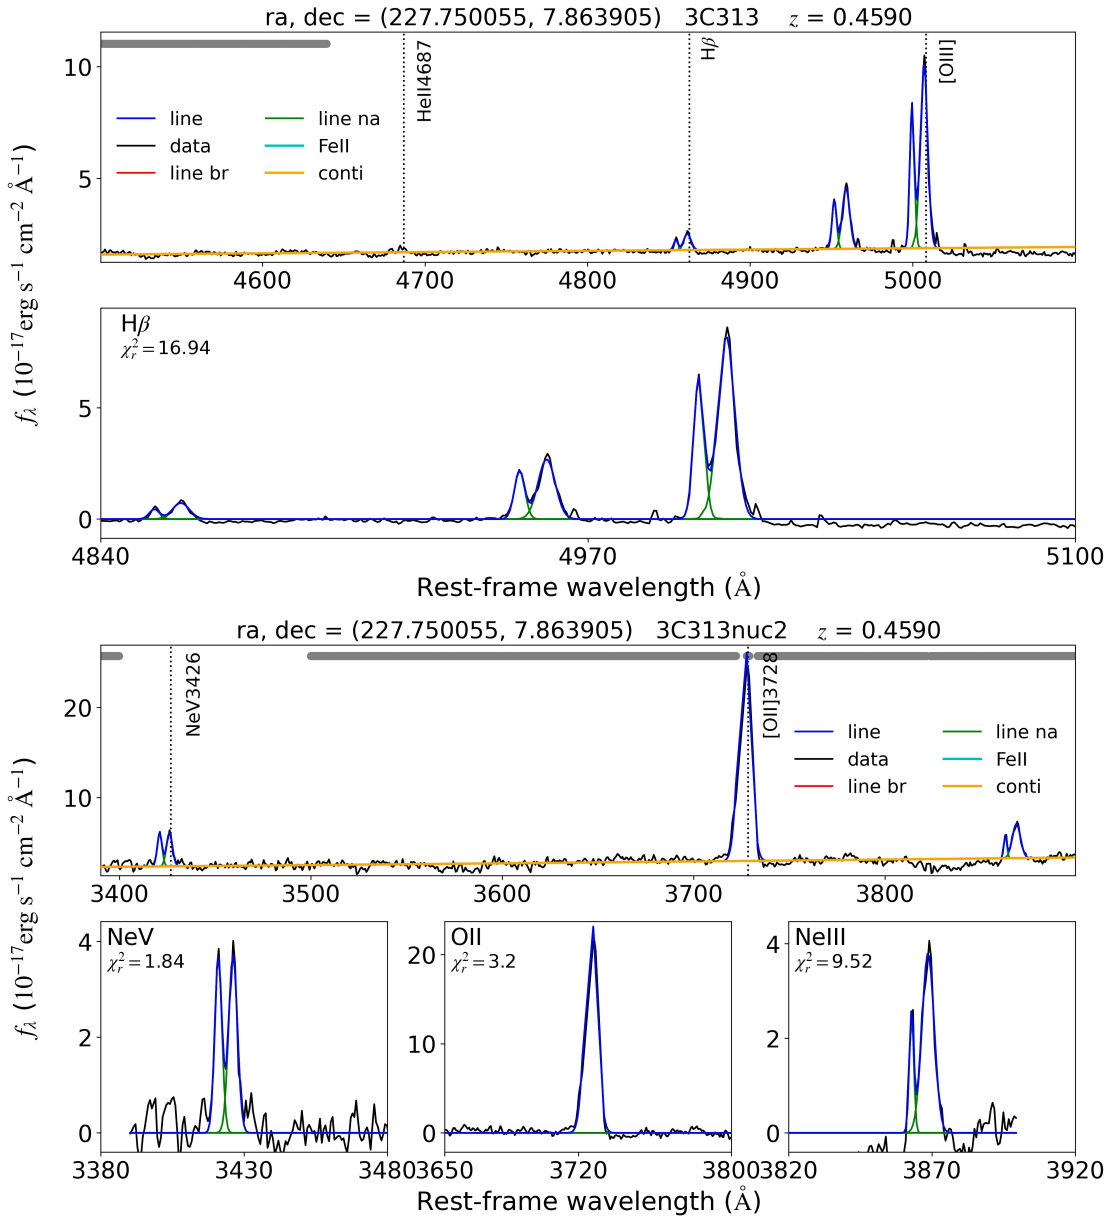 ra, dec = (227.750055, 7.863905)   3C313   z = 0.4590
HeII4687
Hβ
[OIII]
line
data
line br
line na
FeII
conti
10
5
4600 4700 4800 4900 5000
Hβ
χ²ᵣ = 16.94
5
0
4840 4970 5100
Rest-frame wavelength (Å)
f_λ (10⁻¹⁷erg s⁻¹ cm⁻² Å⁻¹)
ra, dec = (227.750055, 7.863905)   3C313nuc2   z = 0.4590
NeV3426
[OII]3728
line
data
line br
line na
FeII
conti
20
10
3400 3500 3600 3700 3800
NeV
χ²ᵣ = 1.84
4
2
0
3380 3430 3480
OII
χ²ᵣ = 3.2
20
10
0
3650 3720 3800
NeIII
χ²ᵣ = 9.52
4
2
0
3820 3870 3920
Rest-frame wavelength (Å)
f_λ (10⁻¹⁷erg s⁻¹ cm⁻² Å⁻¹)